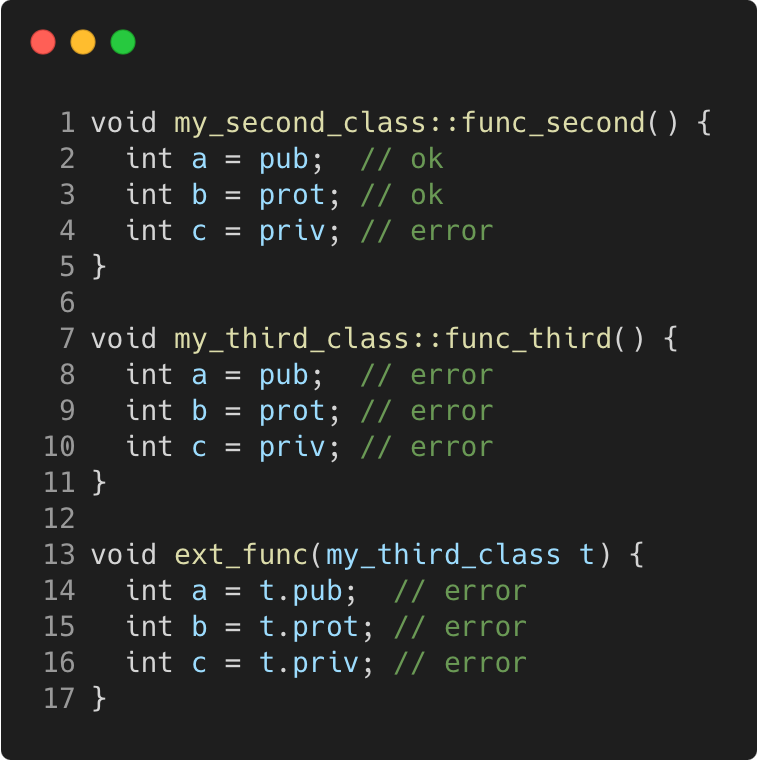 1 void my_second_class::func_second() {
2   int a = pub;  // ok
3   int b = prot; // ok
4   int c = priv; // error
5 }
6
7 void my_third_class::func_third() {
8   int a = pub;  // error
9   int b = prot; // error
10   int c = priv; // error
11 }
12
13 void ext_func(my_third_class t) {
14   int a = t.pub;  // error
15   int b = t.prot; // error
16   int c = t.priv; // error
17 }